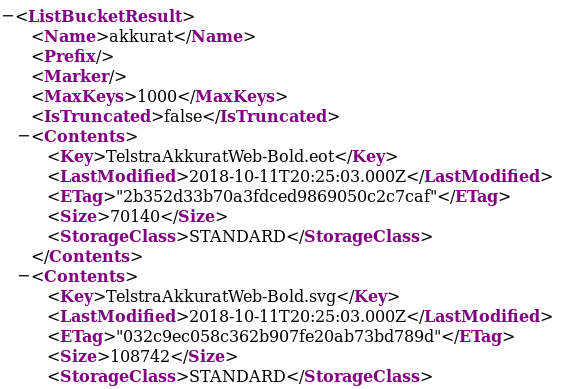 −<ListBucketResult>
<Name>akkurat</Name>
<Prefix/>
<Marker/>
<MaxKeys>1000</MaxKeys>
<IsTruncated>false</IsTruncated>
−<Contents>
<Key>TelstraAkkuratWeb-Bold.eot</Key>
<LastModified>2018-10-11T20:25:03.000Z</LastModified>
<ETag>"2b352d33b70a3fdced9869050c2c7caf"</ETag>
<Size>70140</Size>
<StorageClass>STANDARD</StorageClass>
</Contents>
−<Contents>
<Key>TelstraAkkuratWeb-Bold.svg</Key>
<LastModified>2018-10-11T20:25:03.000Z</LastModified>
<ETag>"032c9ec058c362b907fe20ab73bd789d"</ETag>
<Size>108742</Size>
<StorageClass>STANDARD</StorageClass>